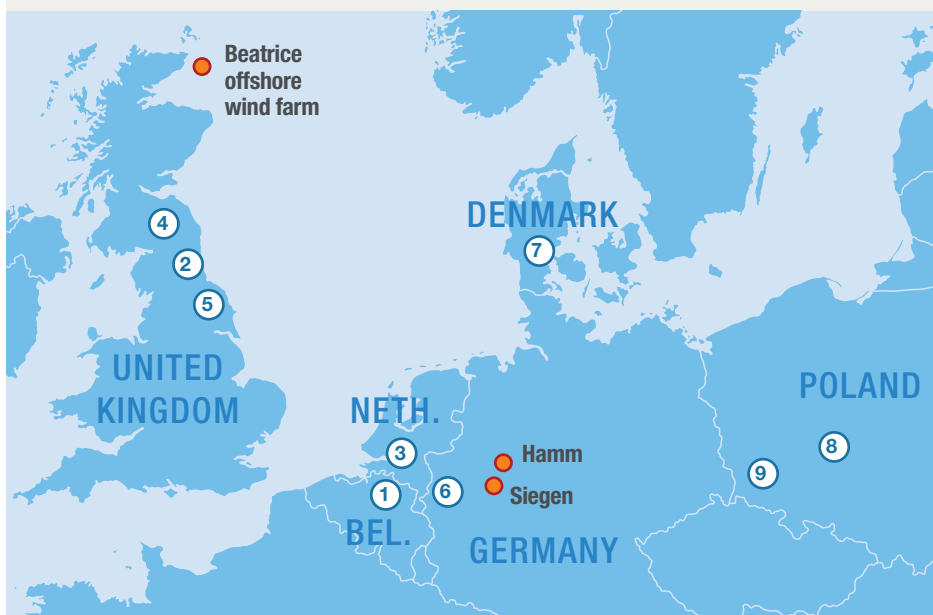 Beatrice
offshore
wind farm
4
DENMARK
2
7
5
UNITED
KINGDOM
POLAND
NETH.
3
Hamm
8
9
1
6
Siegen
BEL.
GERMANY